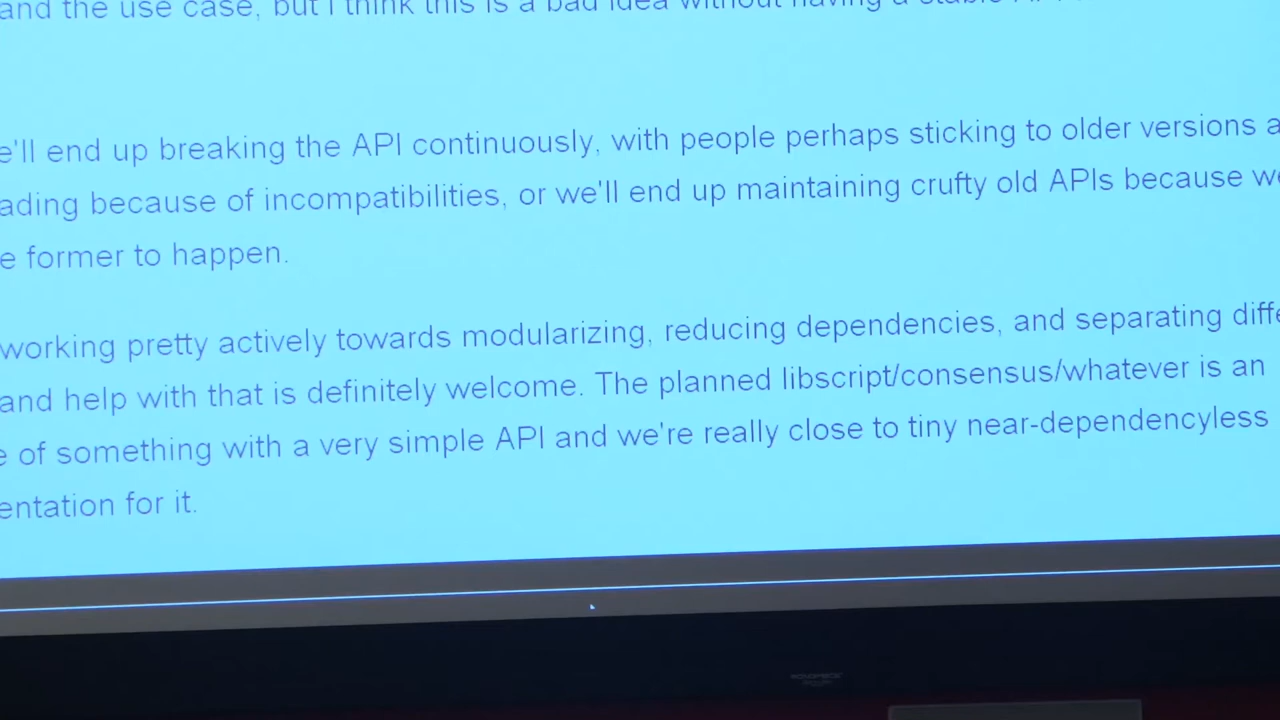 and the use case, but I think this is a bad idea without having a stable API
e'll end up breaking the API continuously, with people perhaps sticking to older versions a
ading because of incompatibilities, or we'll end up maintaining crufty old APIs because we
e former to happen.
working pretty actively towards modularizing, reducing dependencies, and separating diffe
and help with that is definitely welcome. The planned libscript/consensus/whatever is an
e of something with a very simple API and we're really close to tiny near-dependencyless
entation for it.